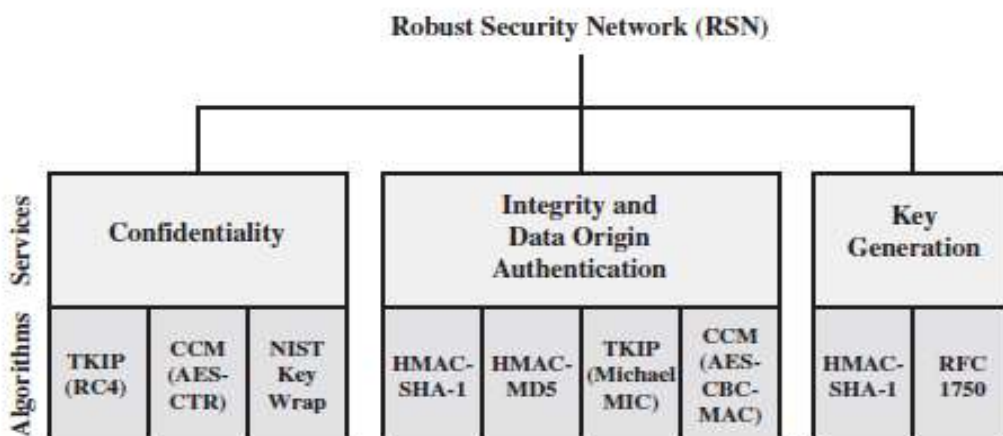 Robust Security Network (RSN)
Services
Confidentiality
Integrity and
Data Origin
Authentication
Key
Generation
Algorithms
TKIP
(RC4)
CCM
(AES-
CTR)
NIST
Key
Wrap
HMAC-
SHA-1
HMAC-
MD5
TKIP
(Michael
MIC)
CCM
(AES-
CBC-
MAC)
HMAC-
SHA-1
RFC
1750